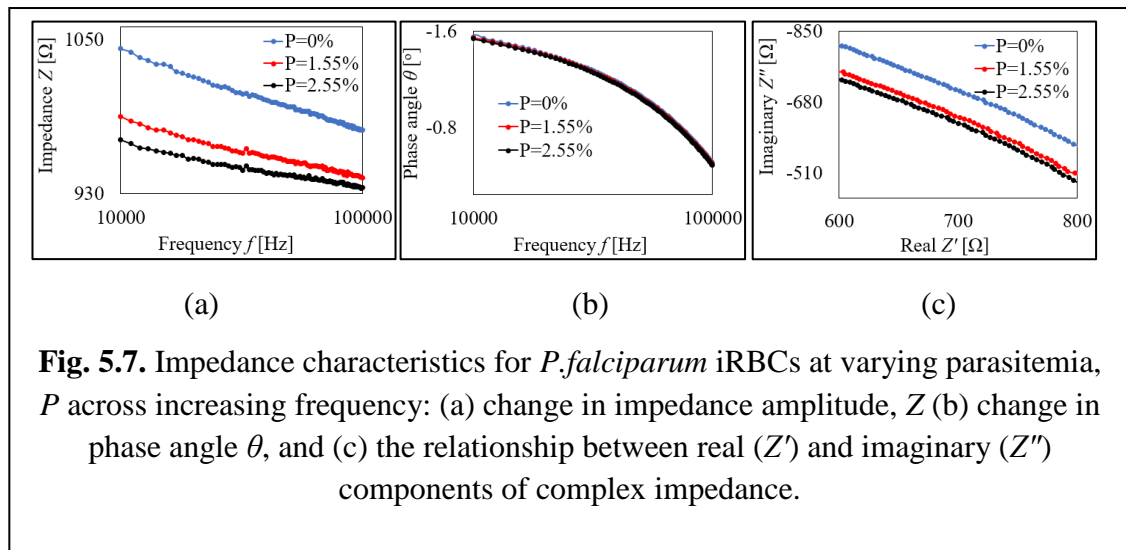 1050
Impedance Z [Ω]
P=0%
P=1.55%
P=2.55%
930
10000 100000
Frequency f [Hz]
-1.6
Phase angle θ [º]
-0.8
P=0%
P=1.55%
P=2.55%
10000 100000
Frequency f [Hz]
-850
Imaginary Z″ [Ω]
P=0%
P=1.55%
P=2.55%
-680
-510
600 700 800
Real Z′ [Ω]
(a) (b) (c)
Fig. 5.7. Impedance characteristics for P.falciparum iRBCs at varying parasitemia,
P across increasing frequency: (a) change in impedance amplitude, Z (b) change in
phase angle θ, and (c) the relationship between real (Z′) and imaginary (Z″)
components of complex impedance.